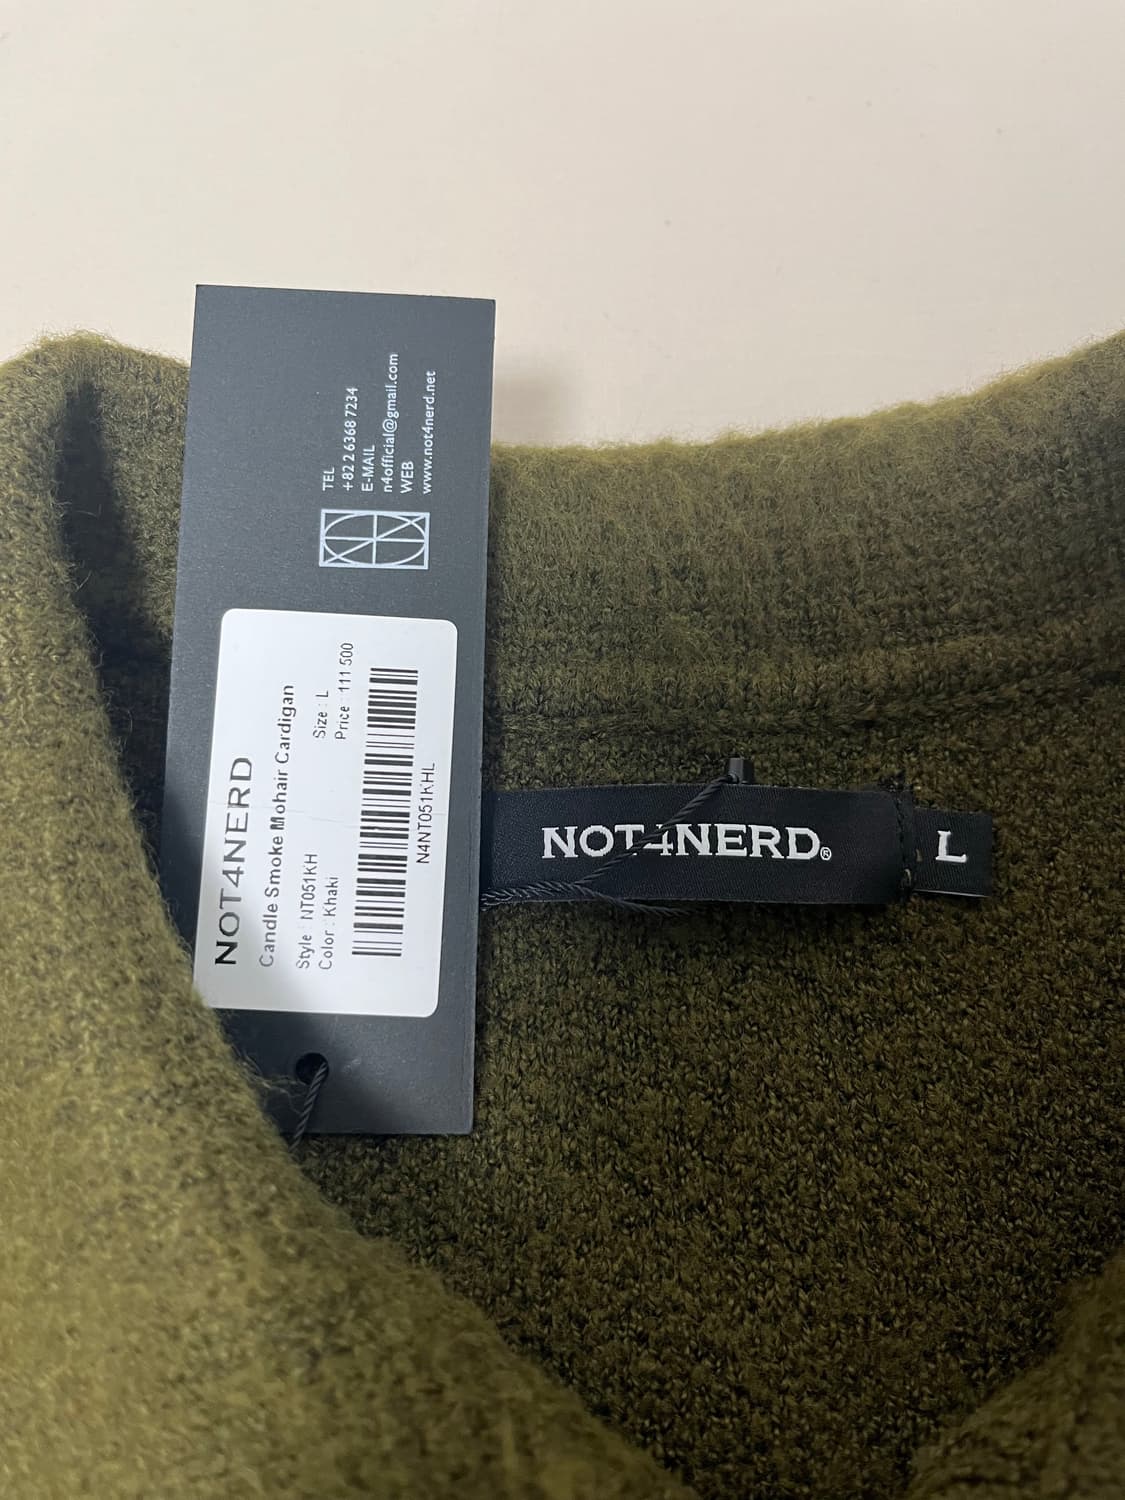 TEL
+82 2 6368 7234
E-MAIL
n4official@gmail.com
WEB
www.not4nerd.net
NOT4NERD
Candle Smoke Mohair Cardigan
Style : NT051KH
Size : L
Color : Khaki
Price : 111 500
N4NT051KHL
NOT4NERD®
L